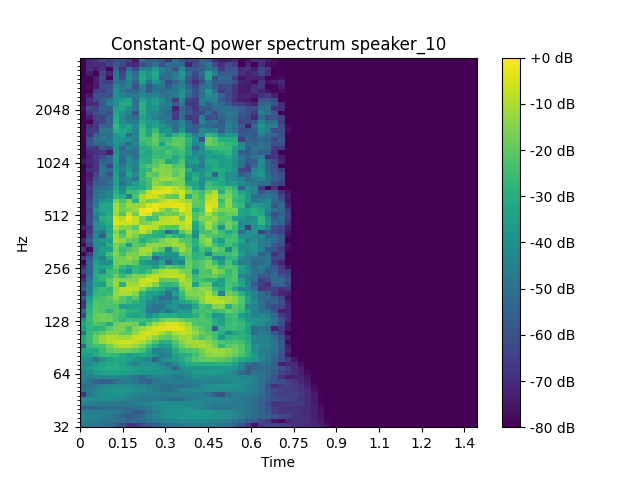 Constant-Q power spectrum speaker_10
Hz
2048
1024
512
256
128
64
32
0 0.15 0.3 0.45 0.6 0.75 0.9 1.1 1.2 1.4
Time
+0 dB
-10 dB
-20 dB
-30 dB
-40 dB
-50 dB
-60 dB
-70 dB
-80 dB